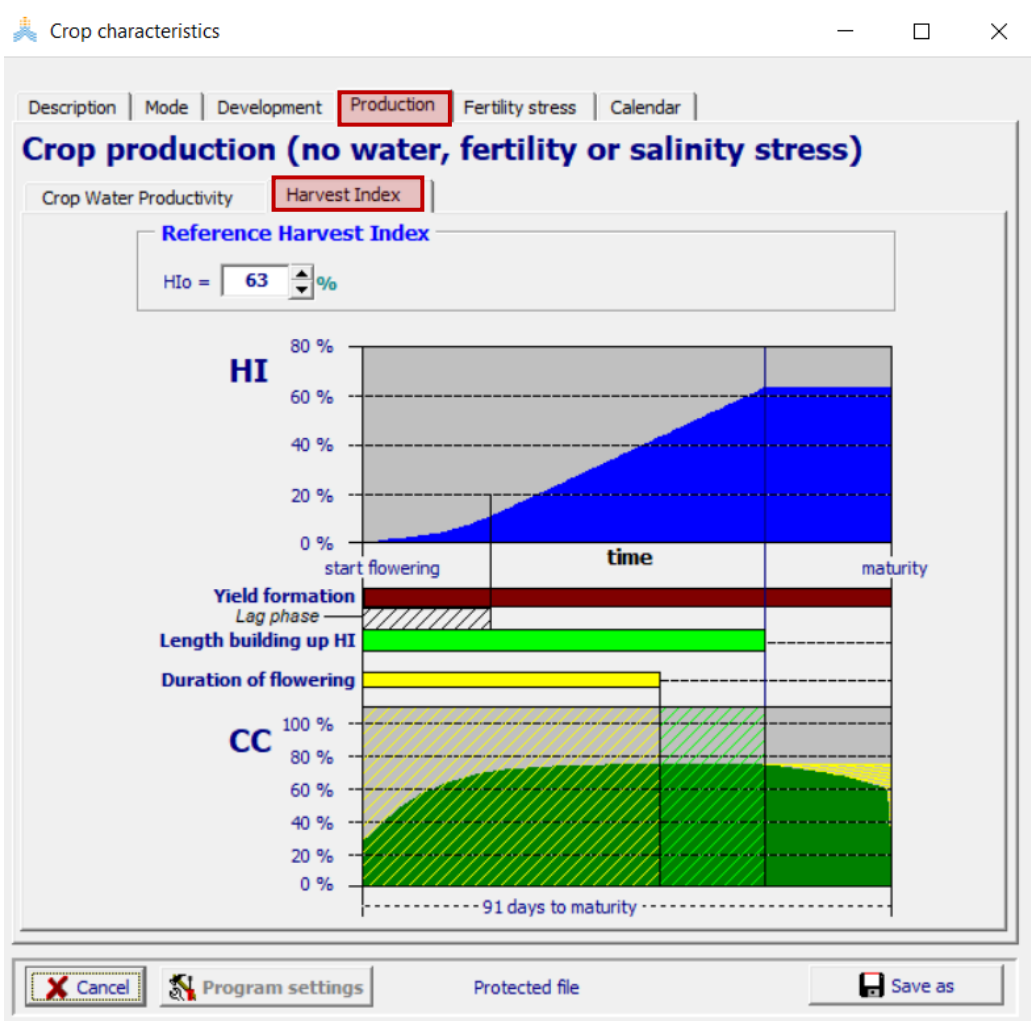 Crop characteristics
Description Mode Development Production Fertility stress Calendar
Crop production (no water, fertility or salinity stress)
Crop Water Productivity Harvest Index
Reference Harvest Index
HIo = 63 %
HI
80 %
60 %
40 %
20 %
0 %
time
start flowering maturity
Yield formation
Lag phase
Length building up HI
Duration of flowering
CC
100 %
80 %
60 %
40 %
20 %
0 %
91 days to maturity
Cancel Program settings Protected file Save as